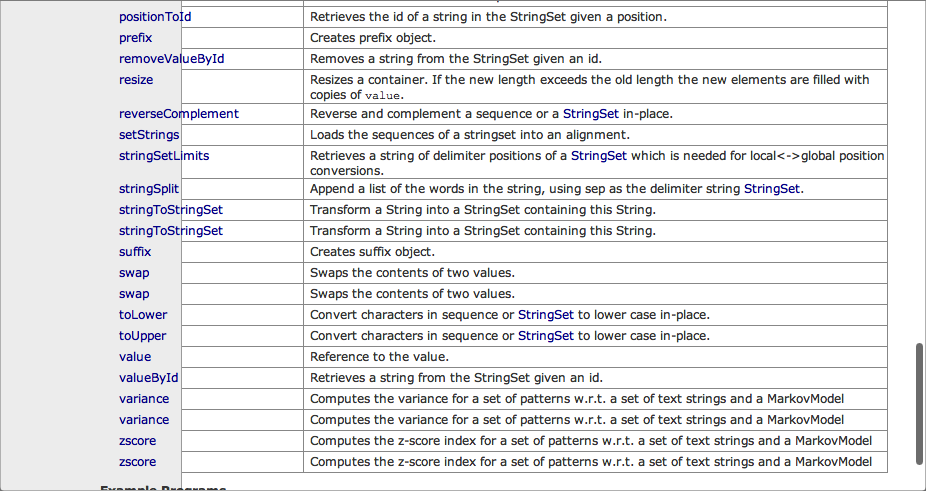 positionToId Retrieves the id of a string in the StringSet given a position.
prefix Creates prefix object.
removeValueById Removes a string from the StringSet given an id.
resize Resizes a container. If the new length exceeds the old length the new elements are filled with
copies of value.
reverseComplement Reverse and complement a sequence or a StringSet in-place.
setStrings Loads the sequences of a stringset into an alignment.
stringSetLimits Retrieves a string of delimiter positions of a StringSet which is needed for local<->global position
conversions.
stringSplit Append a list of the words in the string, using sep as the delimiter string StringSet.
stringToStringSet Transform a String into a StringSet containing this String.
stringToStringSet Transform a String into a StringSet containing this String.
suffix Creates suffix object.
swap Swaps the contents of two values.
swap Swaps the contents of two values.
toLower Convert characters in sequence or StringSet to lower case in-place.
toUpper Convert characters in sequence or StringSet to lower case in-place.
value Reference to the value.
valueById Retrieves a string from the StringSet given an id.
variance Computes the variance for a set of patterns w.r.t. a set of text strings and a MarkovModel
variance Computes the variance for a set of patterns w.r.t. a set of text strings and a MarkovModel
zscore Computes the z-score index for a set of patterns w.r.t. a set of text strings and a MarkovModel
zscore Computes the z-score index for a set of patterns w.r.t. a set of text strings and a MarkovModel
Example Programs